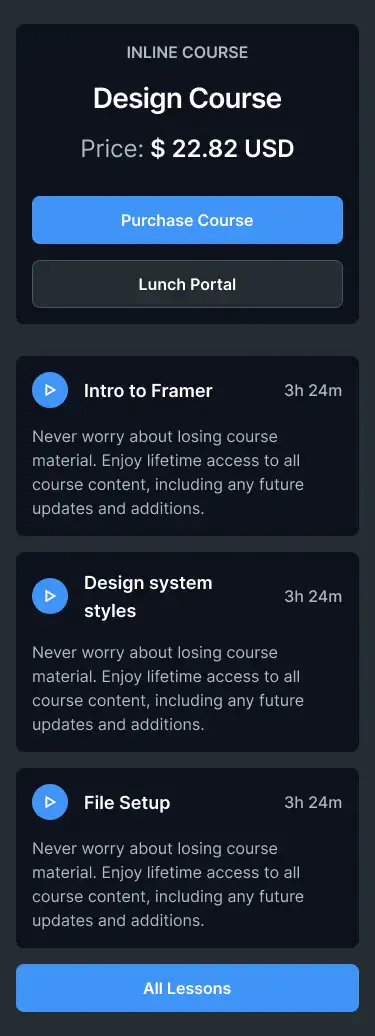 INLINE COURSE
Design Course
Price: $ 22.82 USD
Purchase Course
Lunch Portal
Intro to Framer 3h 24m
Never worry about losing course
material. Enjoy lifetime access to all
course content, including any future
updates and additions.
Design system
styles
3h 24m
Never worry about losing course
material. Enjoy lifetime access to all
course content, including any future
updates and additions.
File Setup 3h 24m
Never worry about losing course
material. Enjoy lifetime access to all
course content, including any future
updates and additions.
All Lessons